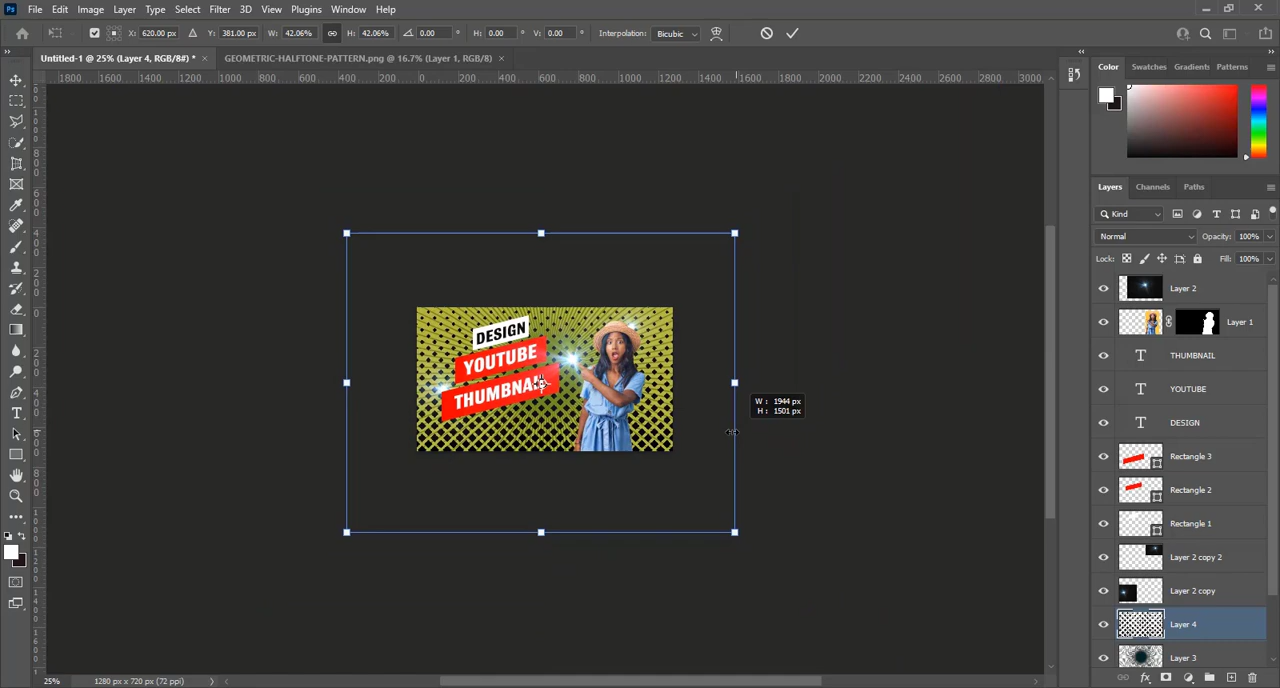 Ps File Edit Image Layer Type Select Filter 3D View Plugins Window Help
X: 620.00 px Y: 381.00 px W: 42.06% H: 42.06% 0.00 ° H: 0.00 ° V: 0.00 ° Interpolation: Bicubic
Untitled-1 @ 25% (Layer 4, RGB/8#) * × GEOMETRIC-HALFTONE-PATTERN.png @ 16.7% (Layer 1, RGB/8) ×
1800 1600 1400 1200 1000 800 600 400 200 0 200 400 600 800 1000 1200 1400 1600 1800 2000 2200 2400 2600 2800 3000
Color Swatches Gradients Patterns
Layers Channels Paths
Kind
Normal Opacity: 100%
Lock: Fill: 100%
Layer 2
Layer 1
T THUMBNAIL
T YOUTUBE
T DESIGN
Rectangle 3
Rectangle 2
Rectangle 1
Layer 2 copy 2
Layer 2 copy
Layer 4
Layer 3
DESIGN
YOUTUBE
THUMBNAIL
W : 1944 px
H : 1501 px
25% 1280 px x 720 px (72 ppi)